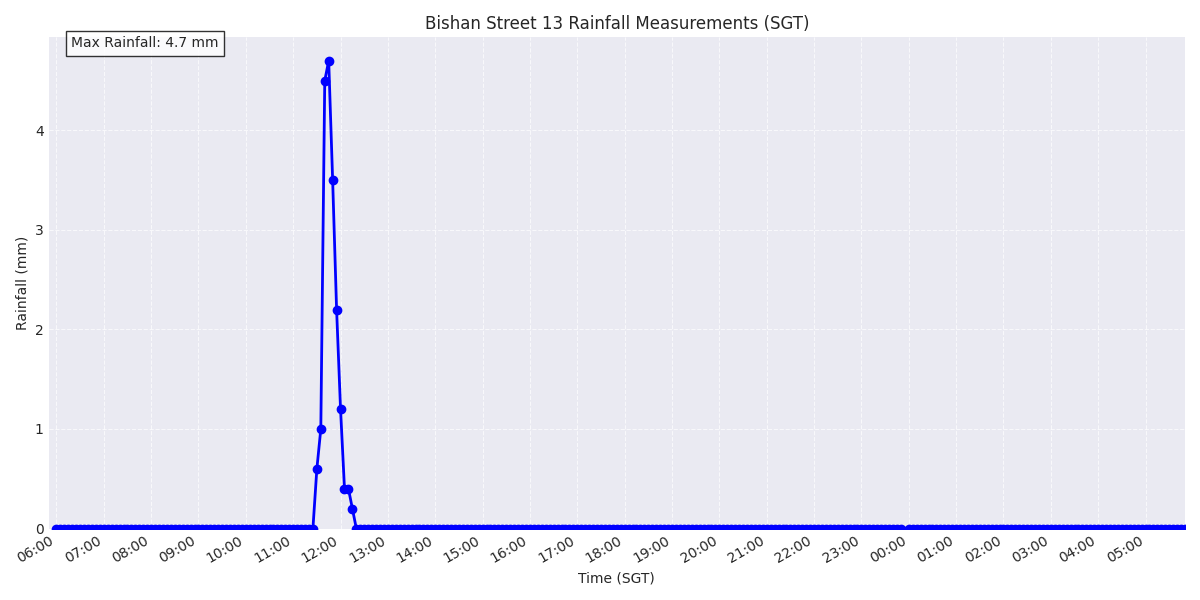 Bishan Street 13 Rainfall Measurements (SGT)
Max Rainfall: 4.7 mm
Rainfall (mm)
4
3
2
1
0
06:00 07:00 08:00 09:00 10:00 11:00 12:00 13:00 14:00 15:00 16:00 17:00 18:00 19:00 20:00 21:00 22:00 23:00 00:00 01:00 02:00 03:00 04:00 05:00
Time (SGT)